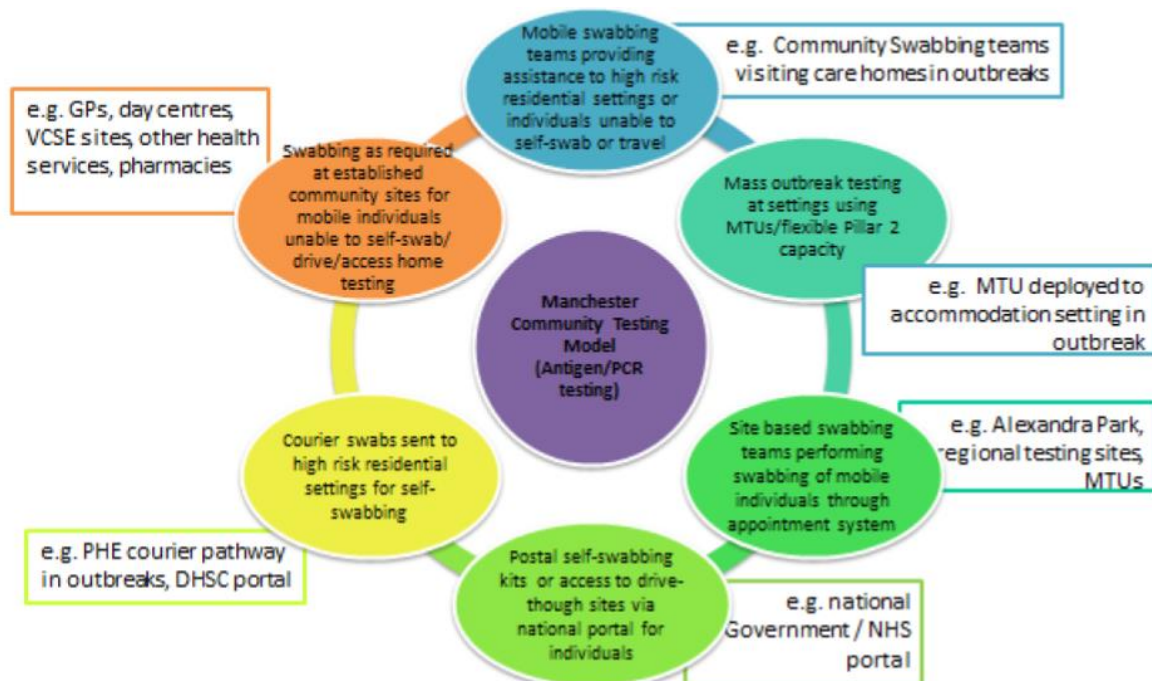 Mobile swabbing
teams providing
assistance to high risk
residential settings or
individuals unable to
self-swab or travel
e.g. Community Swabbing teams
visiting care homes in outbreaks
Mass outbreak testing
at settings using
MTUs/flexible Pillar 2
capacity
e.g. MTU deployed to
accommodation setting in
outbreak
Site based swabbing
teams performing
swabbing of mobile
individuals through
appointment system
e.g. Alexandra Park,
regional testing sites,
MTUs
Postal self-swabbing
kits or access to drive-
though sites via
national portal for
individuals
e.g. national
Government / NHS
portal
Courier swabs sent to
high risk residential
settings for self-
swabbing
e.g. PHE courier pathway
in outbreaks, DHSC portal
Swabbing as required
at established
community sites for
mobile individuals
unable to self-swab/
drive/access home
testing
e.g. GPs, day centres,
VCSE sites, other health
services, pharmacies
Manchester
Community Testing
Model
(Antigen/PCR
testing)